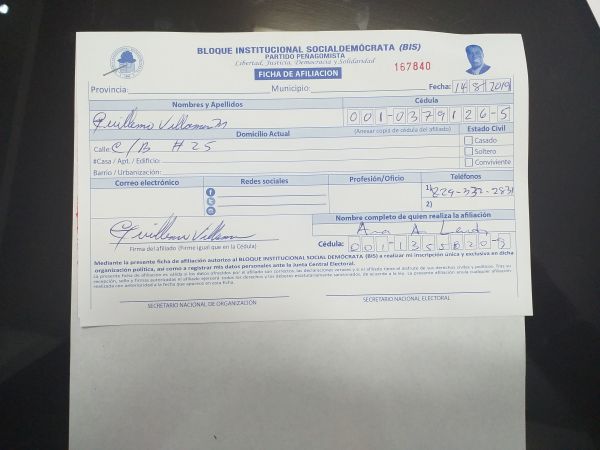 BLOQUE INSTITUCIONAL SOCIALDEMÓCRATA (BIS)
PARTIDO PEÑAGOMISTA
Libertad, Justicia, Democracia y Solidaridad
FICHA DE AFILIACION
167840
Provincia: Municipio: Fecha: 14 8 2019
Nombres y Apellidos Cédula
Guillermo Villaman M 001-0379126-5
Domicilio Actual (Anexar copia de cédula del afiliado) Estado Civil
Calle: C/B #25 Casado
#Casa / Apt. / Edificio: Soltero
Barrio / Urbanización: Conviviente
Correo electrónico Redes sociales Profesión/Oficio Teléfonos
1)
2)
Nombre completo de quien realiza la afiliación
Guillermo Villaman Ana A
Firma del afiliado (Firme igual que en la Cédula) Cédula:
Mediante la presente ficha de afiliación autorizo al BLOQUE INSTITUCIONAL SOCIALDEMÓCRATA (BIS) a realizar mi inscripción única y exclusiva en dicha
organización política, así como a registrar mis datos personales ante la Junta Central Electoral.
SECRETARIO NACIONAL DE ORGANIZACIÓN SECRETARIO NACIONAL ELECTORAL